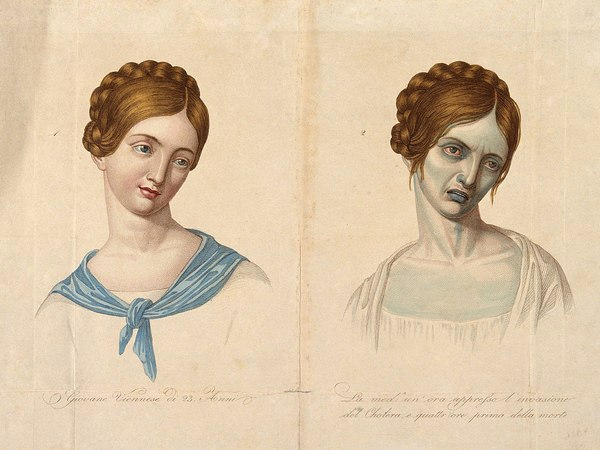 1
2
Giovane Viennese di 23. Anni
La med.ª un' ora appresso l' invasione
del Cholera, e quattr' ore prima della morte